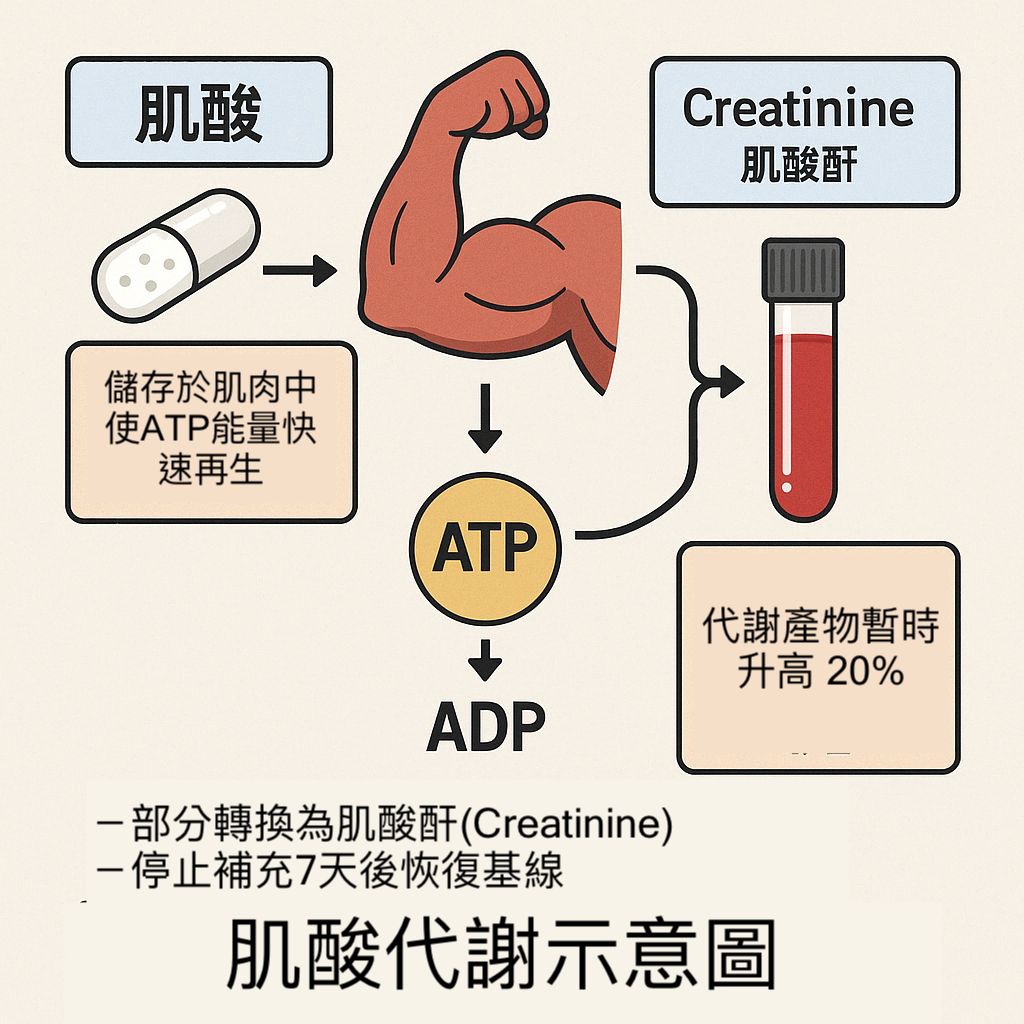 肌酸
Creatinine
肌酸酐
儲存於肌肉中
使ATP能量快
速再生
ATP
ADP
代謝產物暫時
升高 20%
－部分轉換為肌酸酐(Creatinine)
－停止補充7天後恢復基線
肌酸代謝示意圖